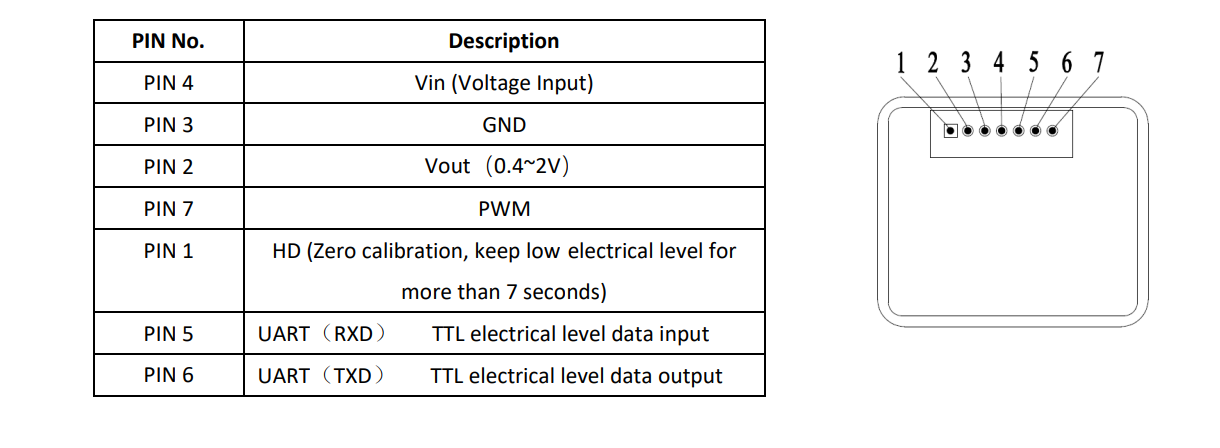 PIN No. Description
PIN 4 Vin (Voltage Input)
PIN 3 GND
PIN 2 Vout（0.4~2V）
PIN 7 PWM
PIN 1 HD (Zero calibration, keep low electrical level for
more than 7 seconds)
PIN 5 UART（RXD） TTL electrical level data input
PIN 6 UART（TXD） TTL electrical level data output
1 2 3 4 5 6 7